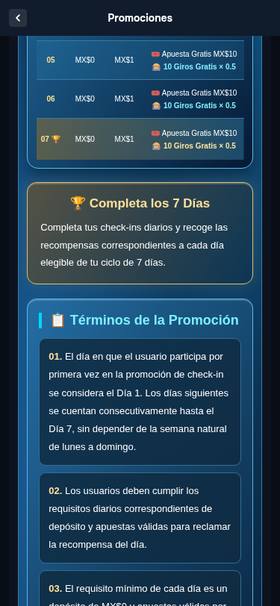 Promociones
05 MX$0 MX$1 🎟️ Apuesta Gratis MX$10
🎰 10 Giros Gratis × 0.5
06 MX$0 MX$1 🎟️ Apuesta Gratis MX$10
🎰 10 Giros Gratis × 0.5
07 🏆 MX$0 MX$1 🎟️ Apuesta Gratis MX$10
🎰 10 Giros Gratis × 0.5
🏆 Completa los 7 Días
Completa tus check-ins diarios y recoge las
recompensas correspondientes a cada día
elegible de tu ciclo de 7 días.
📋 Términos de la Promoción
01. El día en que el usuario participa por
primera vez en la promoción de check-in
se considera el Día 1. Los días siguientes
se cuentan consecutivamente hasta el
Día 7, sin depender de la semana natural
de lunes a domingo.
02. Los usuarios deben cumplir los
requisitos diarios correspondientes de
depósito y apuestas válidas para reclamar
la recompensa del día.
03. El requisito mínimo de cada día es un
depósito de MX$0 y apuestas válidas por